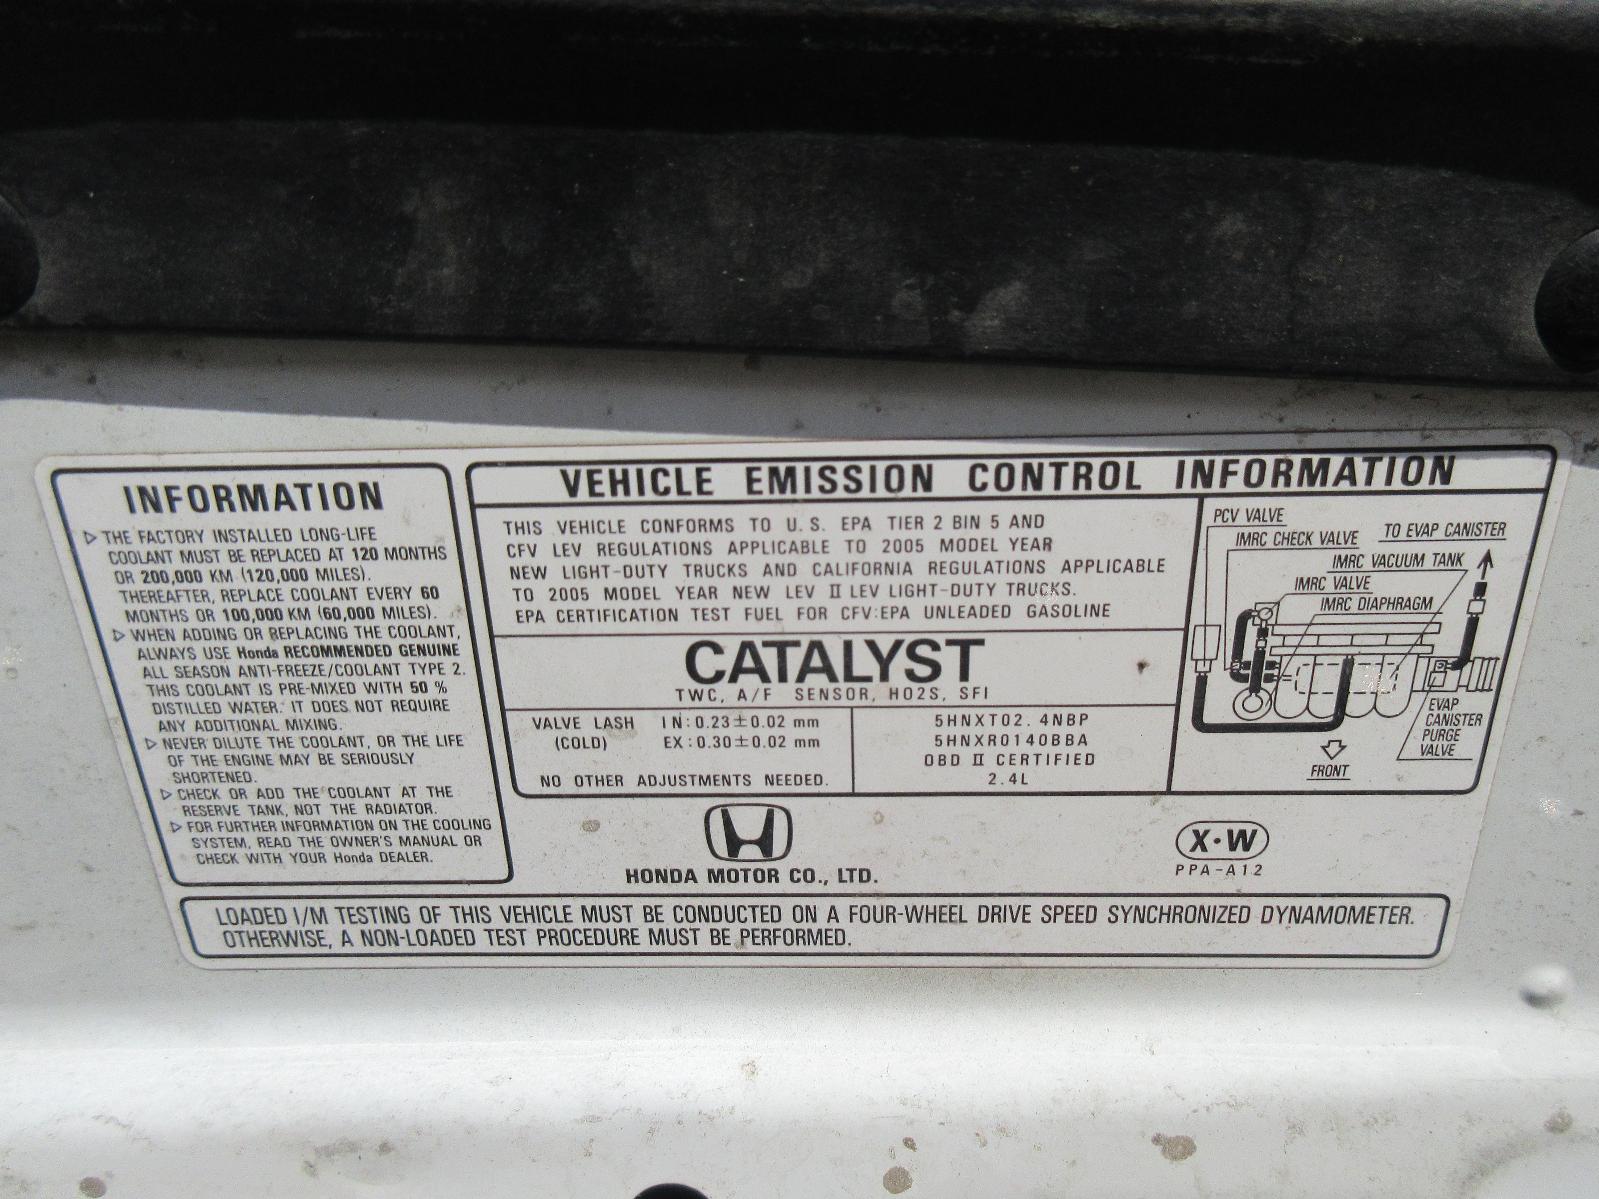 INFORMATION
▷ THE FACTORY INSTALLED LONG-LIFE
COOLANT MUST BE REPLACED AT 120 MONTHS
OR 200,000 KM (120,000 MILES).
THEREAFTER, REPLACE COOLANT EVERY 60
MONTHS OR 100,000 KM (60,000 MILES).
▷ WHEN ADDING OR REPLACING THE COOLANT,
ALWAYS USE Honda RECOMMENDED GENUINE
ALL SEASON ANTI-FREEZE/COOLANT TYPE 2.
THIS COOLANT IS PRE-MIXED WITH 50 %
DISTILLED WATER. IT DOES NOT REQUIRE
ANY ADDITIONAL MIXING.
▷ NEVER DILUTE THE COOLANT, OR THE LIFE
OF THE ENGINE MAY BE SERIOUSLY
SHORTENED.
▷ CHECK OR ADD THE COOLANT AT THE
RESERVE TANK, NOT THE RADIATOR.
▷ FOR FURTHER INFORMATION ON THE COOLING
SYSTEM, READ THE OWNER'S MANUAL OR
CHECK WITH YOUR Honda DEALER.
VEHICLE EMISSION CONTROL INFORMATION
THIS VEHICLE CONFORMS TO U.S. EPA TIER 2 BIN 5 AND
CFV LEV REGULATIONS APPLICABLE TO 2005 MODEL YEAR
NEW LIGHT-DUTY TRUCKS AND CALIFORNIA REGULATIONS APPLICABLE
TO 2005 MODEL YEAR NEW LEV II LEV LIGHT-DUTY TRUCKS.
EPA CERTIFICATION TEST FUEL FOR CFV:EPA UNLEADED GASOLINE
CATALYST
TWC, A/F SENSOR, HO2S, SFI
VALVE LASH IN:0.23±0.02 mm
(COLD) EX:0.30±0.02 mm
NO OTHER ADJUSTMENTS NEEDED.
5HNXT02.4NBP
5HNXR0140BBA
OBD II CERTIFIED
2.4L
PCV VALVE
IMRC CHECK VALVE
TO EVAP CANISTER
IMRC VACUUM TANK
IMRC VALVE
IMRC DIAPHRAGM
EVAP
CANISTER
PURGE
VALVE
FRONT
HONDA MOTOR CO., LTD.
X·W
PPA-A12
LOADED I/M TESTING OF THIS VEHICLE MUST BE CONDUCTED ON A FOUR-WHEEL DRIVE SPEED SYNCHRONIZED DYNAMOMETER.
OTHERWISE, A NON-LOADED TEST PROCEDURE MUST BE PERFORMED.